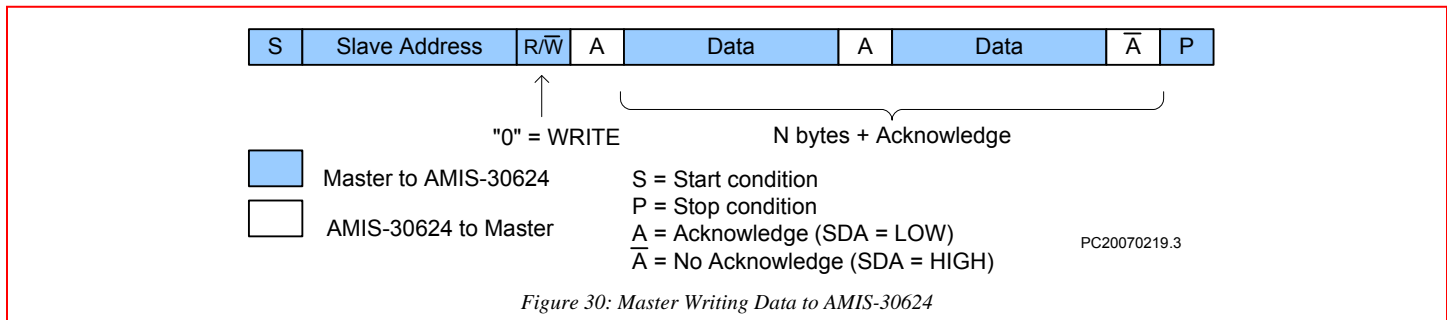 S Slave Address R/W̅ A Data A Data A̅ P
"0" = WRITE N bytes + Acknowledge
Master to AMIS-30624
AMIS-30624 to Master
S = Start condition
P = Stop condition
A = Acknowledge (SDA = LOW)
A̅ = No Acknowledge (SDA = HIGH)
PC20070219.3
Figure 30: Master Writing Data to AMIS-30624